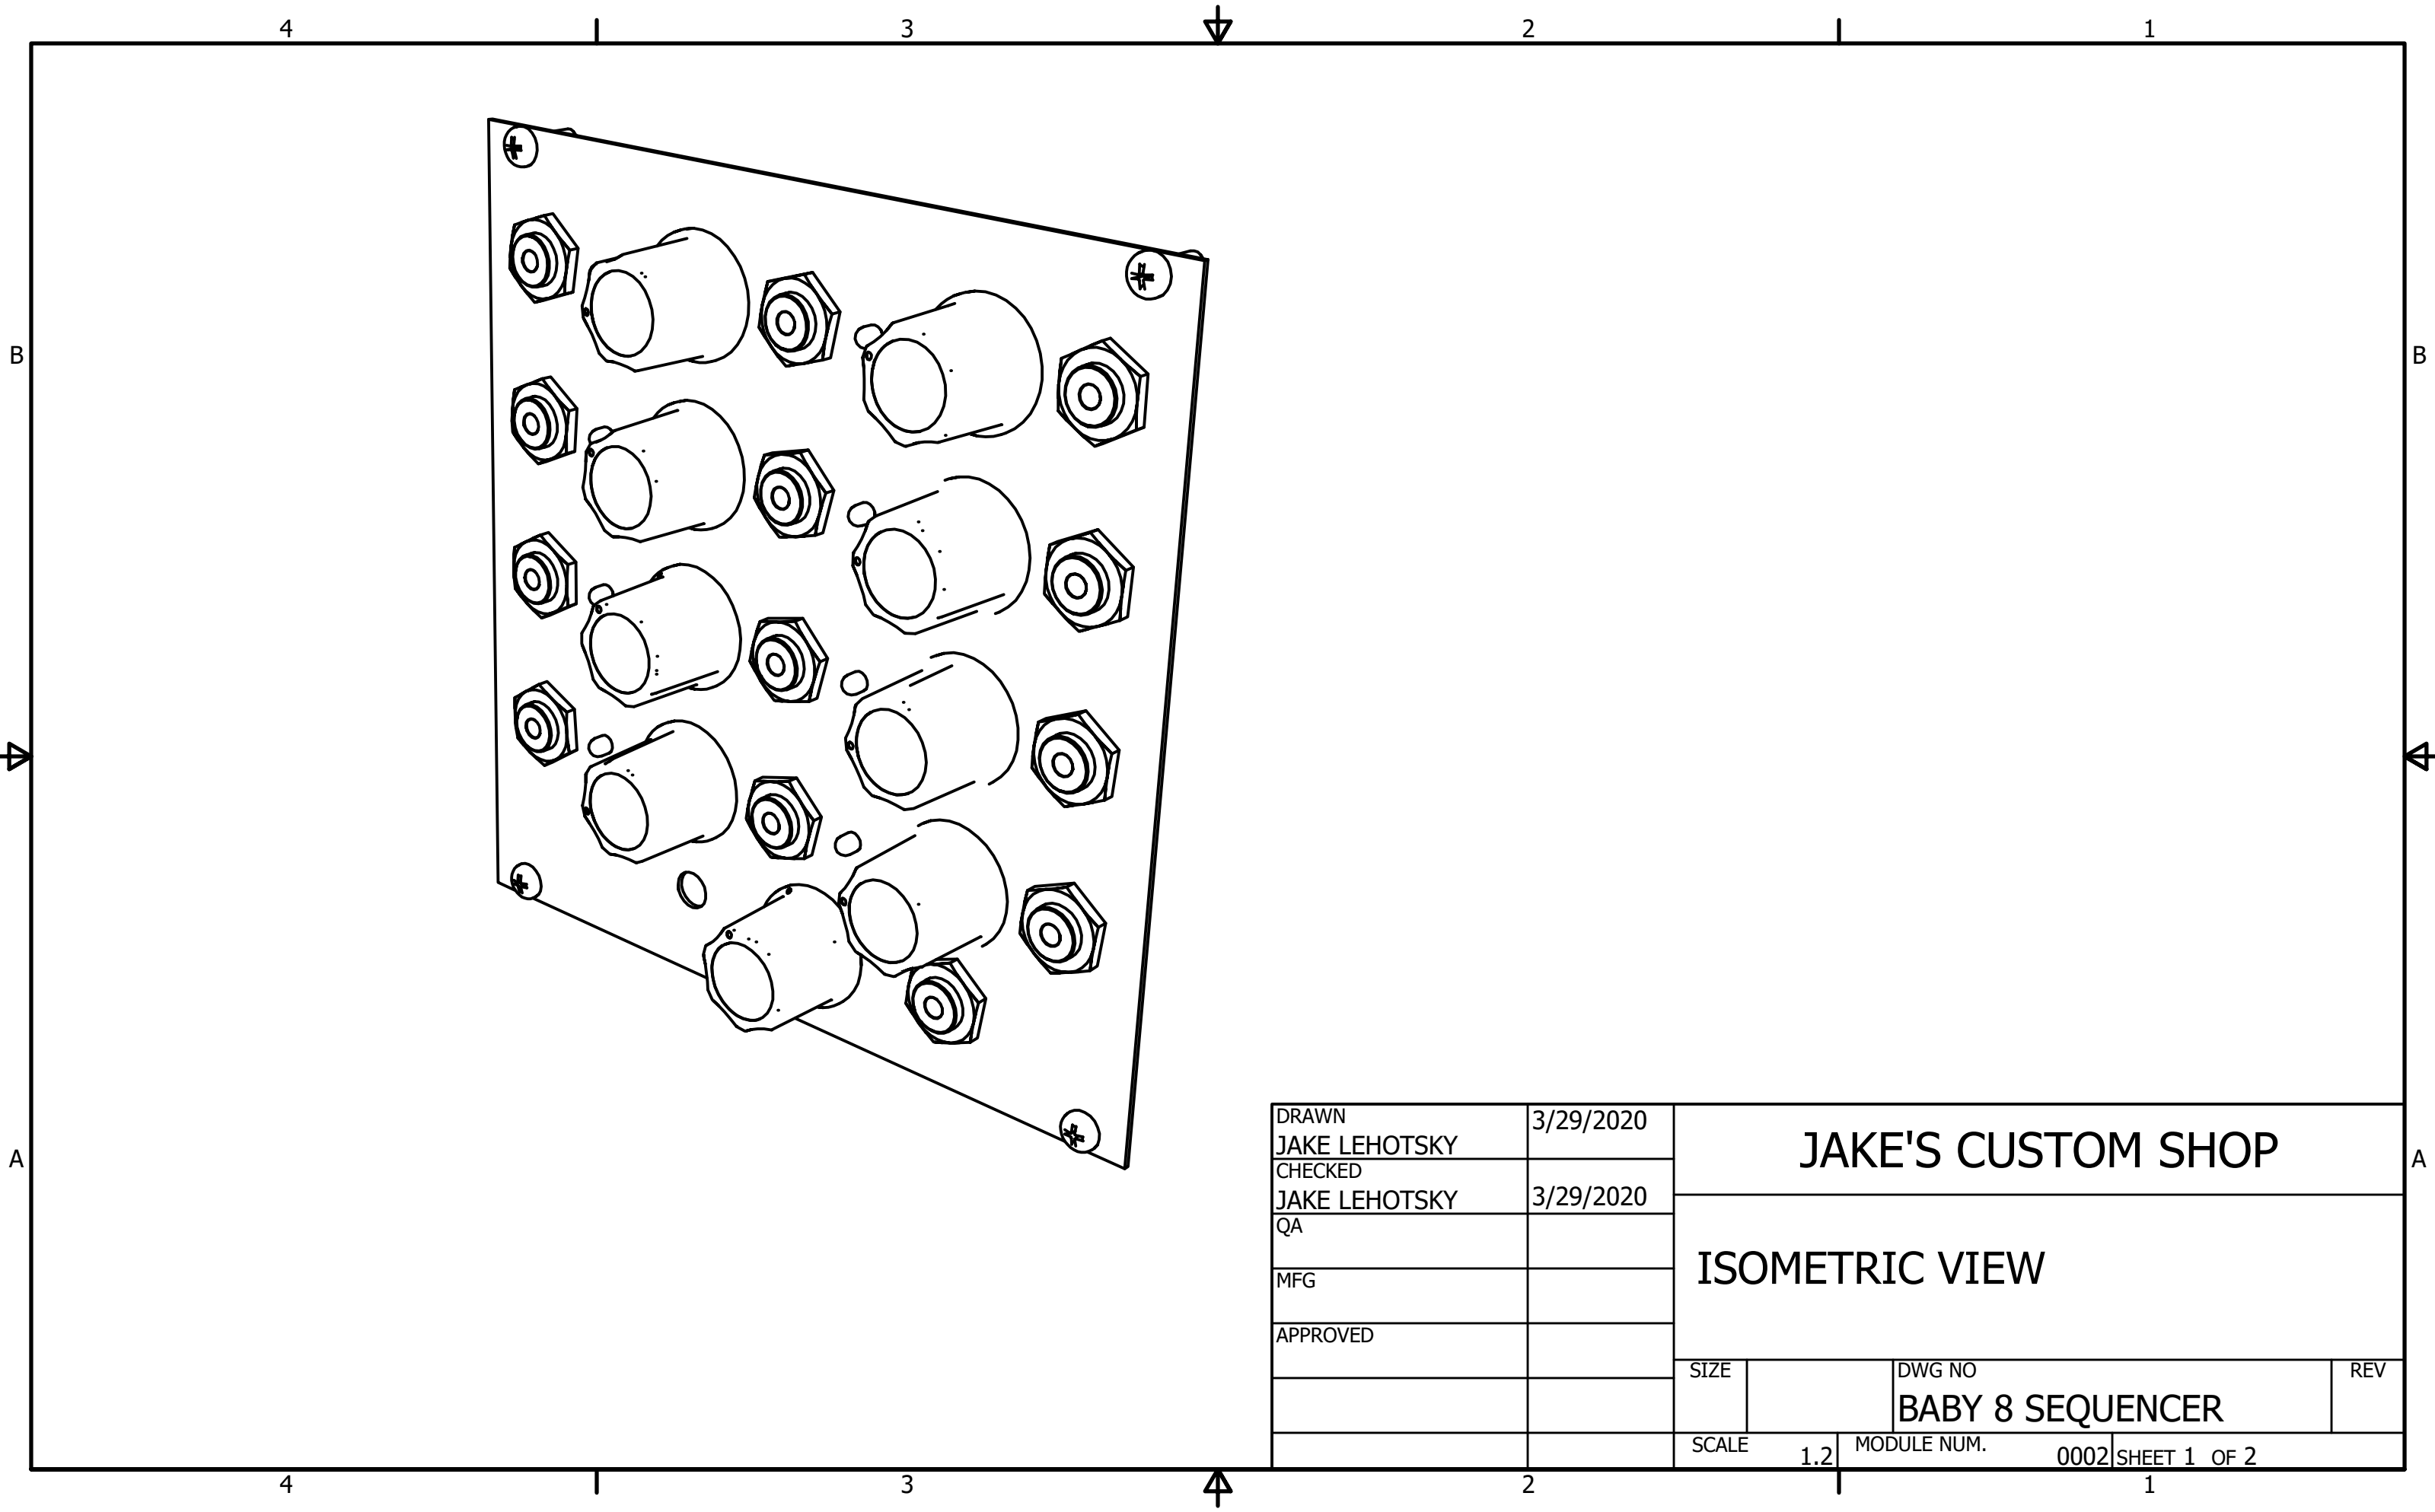 4 3 2 1
B B
A A
DRAWN 3/29/2020
JAKE LEHOTSKY
CHECKED
JAKE LEHOTSKY 3/29/2020
QA
MFG
APPROVED
JAKE'S CUSTOM SHOP
ISOMETRIC VIEW
SIZE DWG NO REV
BABY 8 SEQUENCER
SCALE 1.2 MODULE NUM. 0002 SHEET 1 OF 2
4 3 2 1